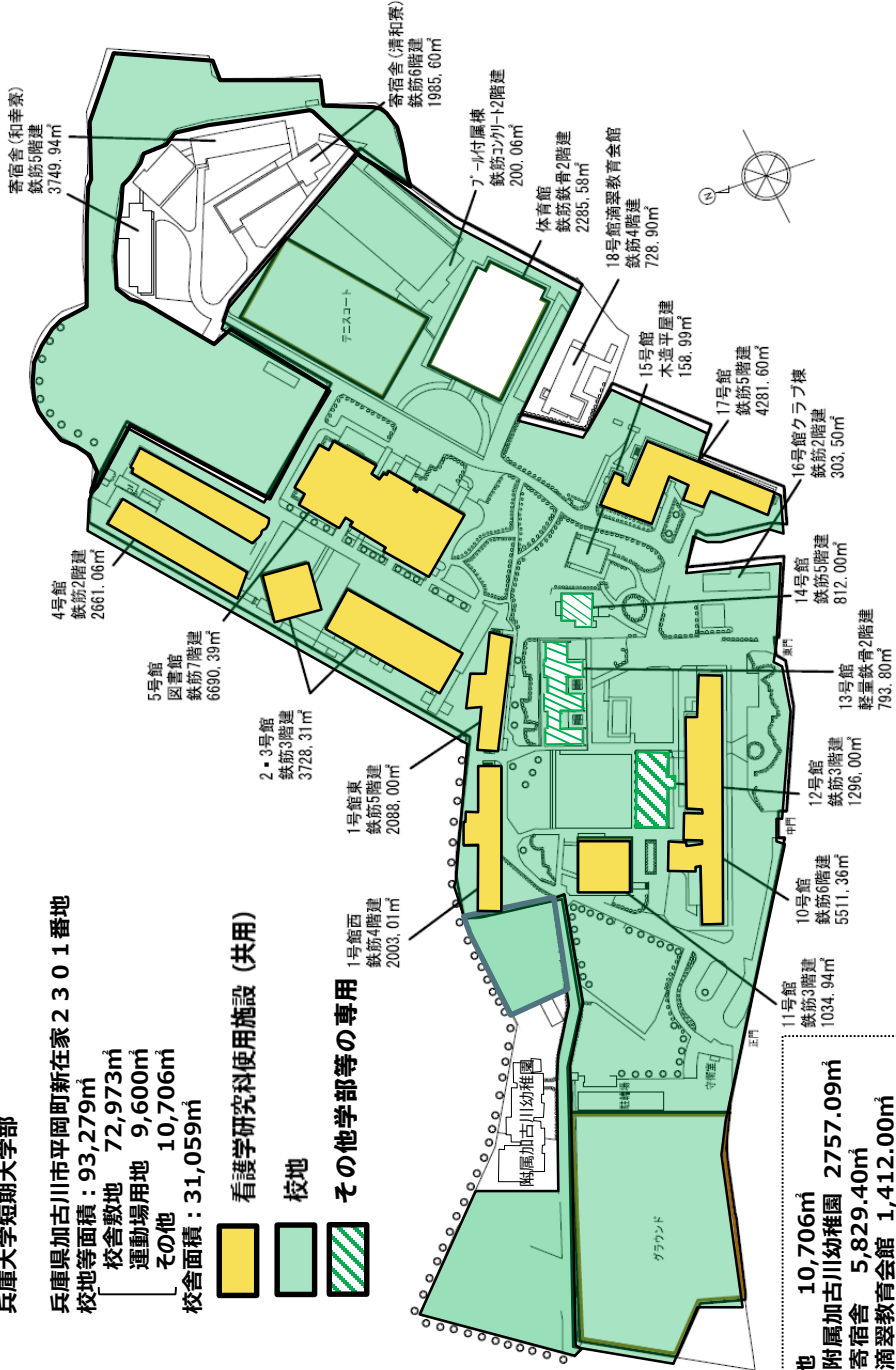 兵庫大学短期大学部
兵庫県加古川市平岡町新在家２３０１番地
校地等面積：93,279㎡
校舎敷地 72,973㎡
運動場用地 9,600㎡
その他 10,706㎡
校舎面積：31,059㎡
看護学研究科使用施設（共用）
校地
その他学部等の専用
寄宿舎(和幸寮)
鉄筋5階建
3749.94㎡
寄宿舎(清和寮)
鉄筋6階建
1985.60㎡
プール付属棟
鉄筋コンクリート2階建
200.06㎡
体育館
鉄筋鉄骨2階建
2285.58㎡
18号館滴翠教育会館
鉄筋4階建
728.90㎡
15号館
木造平屋建
158.99㎡
17号館
鉄筋5階建
4281.60㎡
16号館クラブ棟
鉄筋2階建
303.50㎡
14号館
鉄筋5階建
812.00㎡
13号館
軽量鉄骨2階建
793.80㎡
12号館
鉄筋3階建
1296.00㎡
10号館
鉄筋6階建
5511.36㎡
11号館
鉄筋3階建
1034.94㎡
4号館
鉄筋2階建
2661.06㎡
5号館
図書館
鉄筋7階建
6690.39㎡
2・3号館
鉄筋3階建
3728.31㎡
1号館東
鉄筋5階建
2088.00㎡
1号館西
鉄筋4階建
2003.01㎡
テニスコート
附属加古川幼稚園
グラウンド
駐輪場
守衛室
正門
中門
東門
N
地 10,706㎡
附属加古川幼稚園 2757.09㎡
寄宿舎 5,829.40㎡
滴翠教育会館 1,412.00㎡